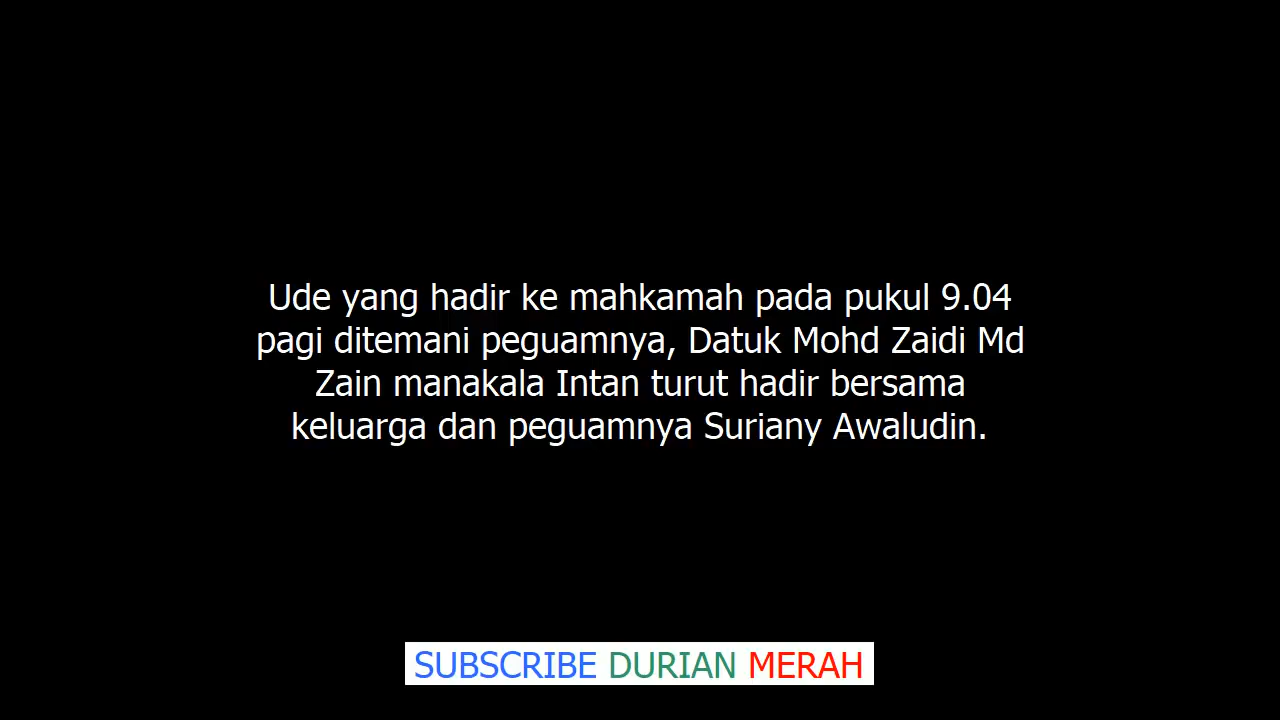 Ude yang hadir ke mahkamah pada pukul 9.04
pagi ditemani peguamnya, Datuk Mohd Zaidi Md
Zain manakala Intan turut hadir bersama
keluarga dan peguamnya Suriany Awaludin.
SUBSCRIBE DURIAN MERAH